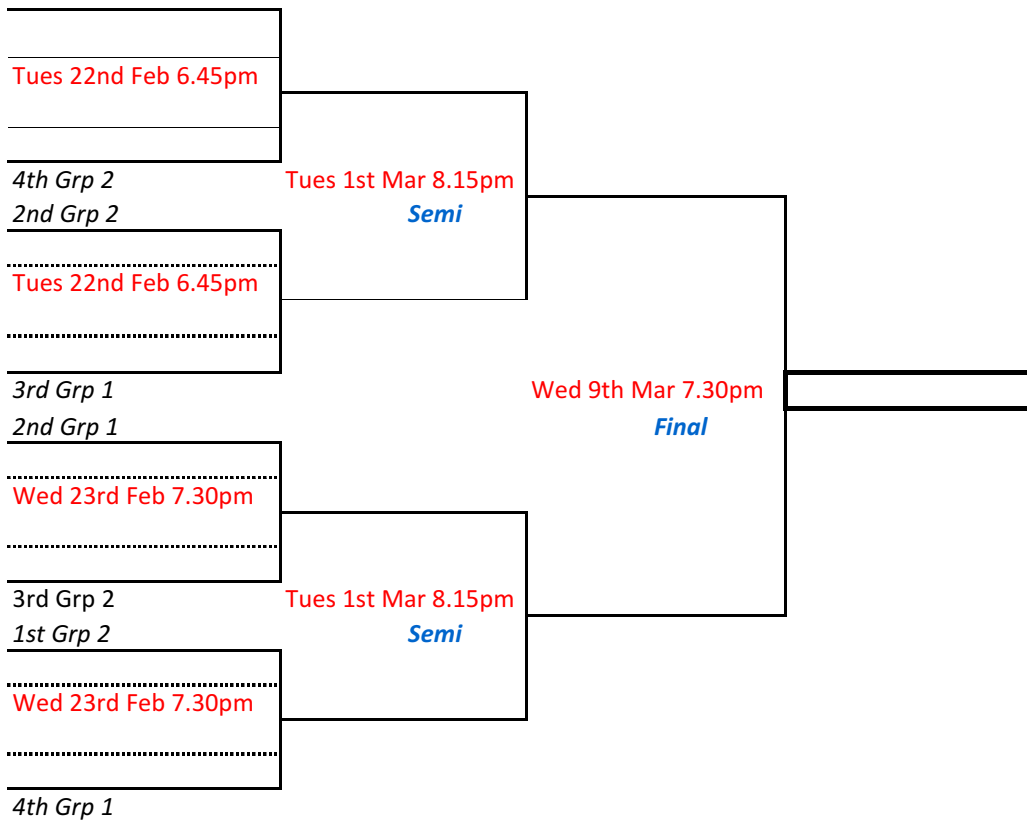 Tues 22nd Feb 6.45pm
4th Grp 2
Tues 1st Mar 8.15pm
2nd Grp 2
Semi
Tues 22nd Feb 6.45pm
3rd Grp 1
Wed 9th Mar 7.30pm
2nd Grp 1
Final
Wed 23rd Feb 7.30pm
3rd Grp 2
Tues 1st Mar 8.15pm
1st Grp 2
Semi
Wed 23rd Feb 7.30pm
4th Grp 1